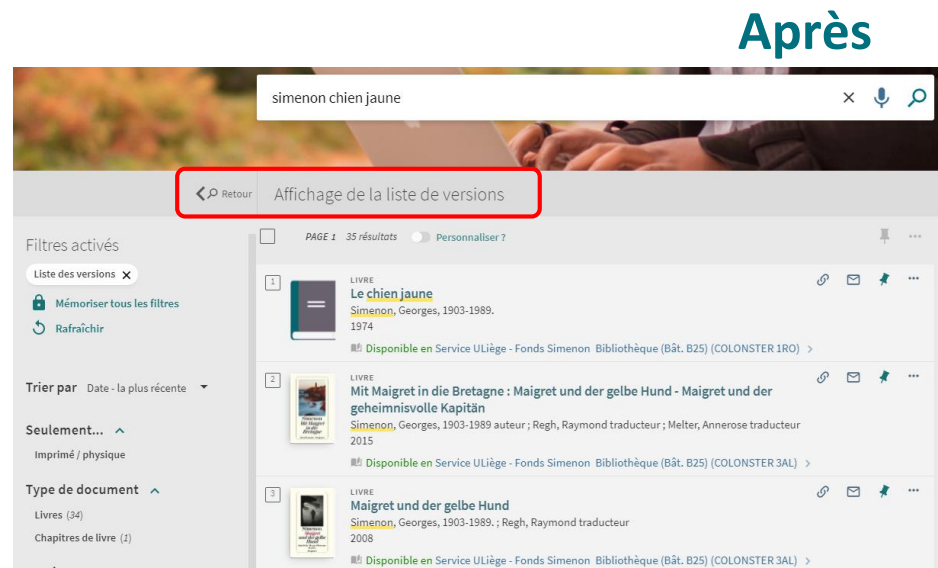 Après
simenon chien jaune
Retour
Affichage de la liste de versions
Filtres activés
Liste des versions
Mémoriser tous les filtres
Rafraîchir
Trier par Date - la plus récente
Seulement...
Imprimé / physique
Type de document
Livres (34)
Chapitres de livre (1)
PAGE 1 35 résultats Personnaliser ?
1
LIVRE
Le chien jaune
Simenon, Georges, 1903-1989.
1974
Disponible en Service ULiège - Fonds Simenon Bibliothèque (Bât. B25) (COLONSTER 1RO)
2
LIVRE
Mit Maigret in die Bretagne : Maigret und der gelbe Hund - Maigret und der
geheimnisvolle Kapitän
Simenon, Georges, 1903-1989 auteur ; Regh, Raymond traducteur ; Melter, Annerose traducteur
2015
Disponible en Service ULiège - Fonds Simenon Bibliothèque (Bât. B25) (COLONSTER 3AL)
3
LIVRE
Maigret und der gelbe Hund
Simenon, Georges, 1903-1989. ; Regh, Raymond traducteur
2008
Disponible en Service ULiège - Fonds Simenon Bibliothèque (Bât. B25) (COLONSTER 3AL)